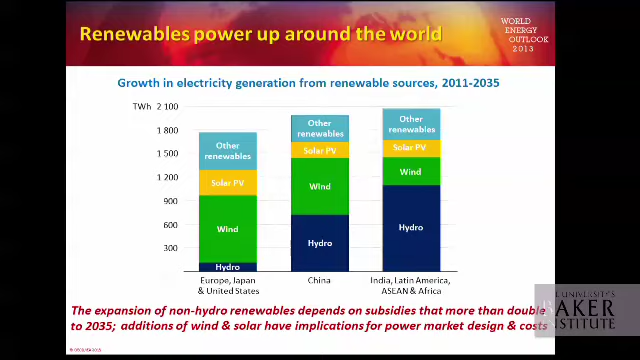 Renewables power up around the world
WORLD
ENERGY
OUTLOOK
2013
Growth in electricity generation from renewable sources, 2011-2035
TWh 2 100
1 800
1 500
1 200
900
600
300
Other
renewables
Solar PV
Wind
Hydro
Other
renewables
Solar PV
Wind
Hydro
Other
renewables
Solar PV
Wind
Hydro
Europe, Japan
& United States
China
India, Latin America,
ASEAN & Africa
The expansion of non-hydro renewables depends on subsidies that more than double
to 2035; additions of wind & solar have implications for power market design & costs
UNIVERSITY'S
BAKER
INSTITUTE